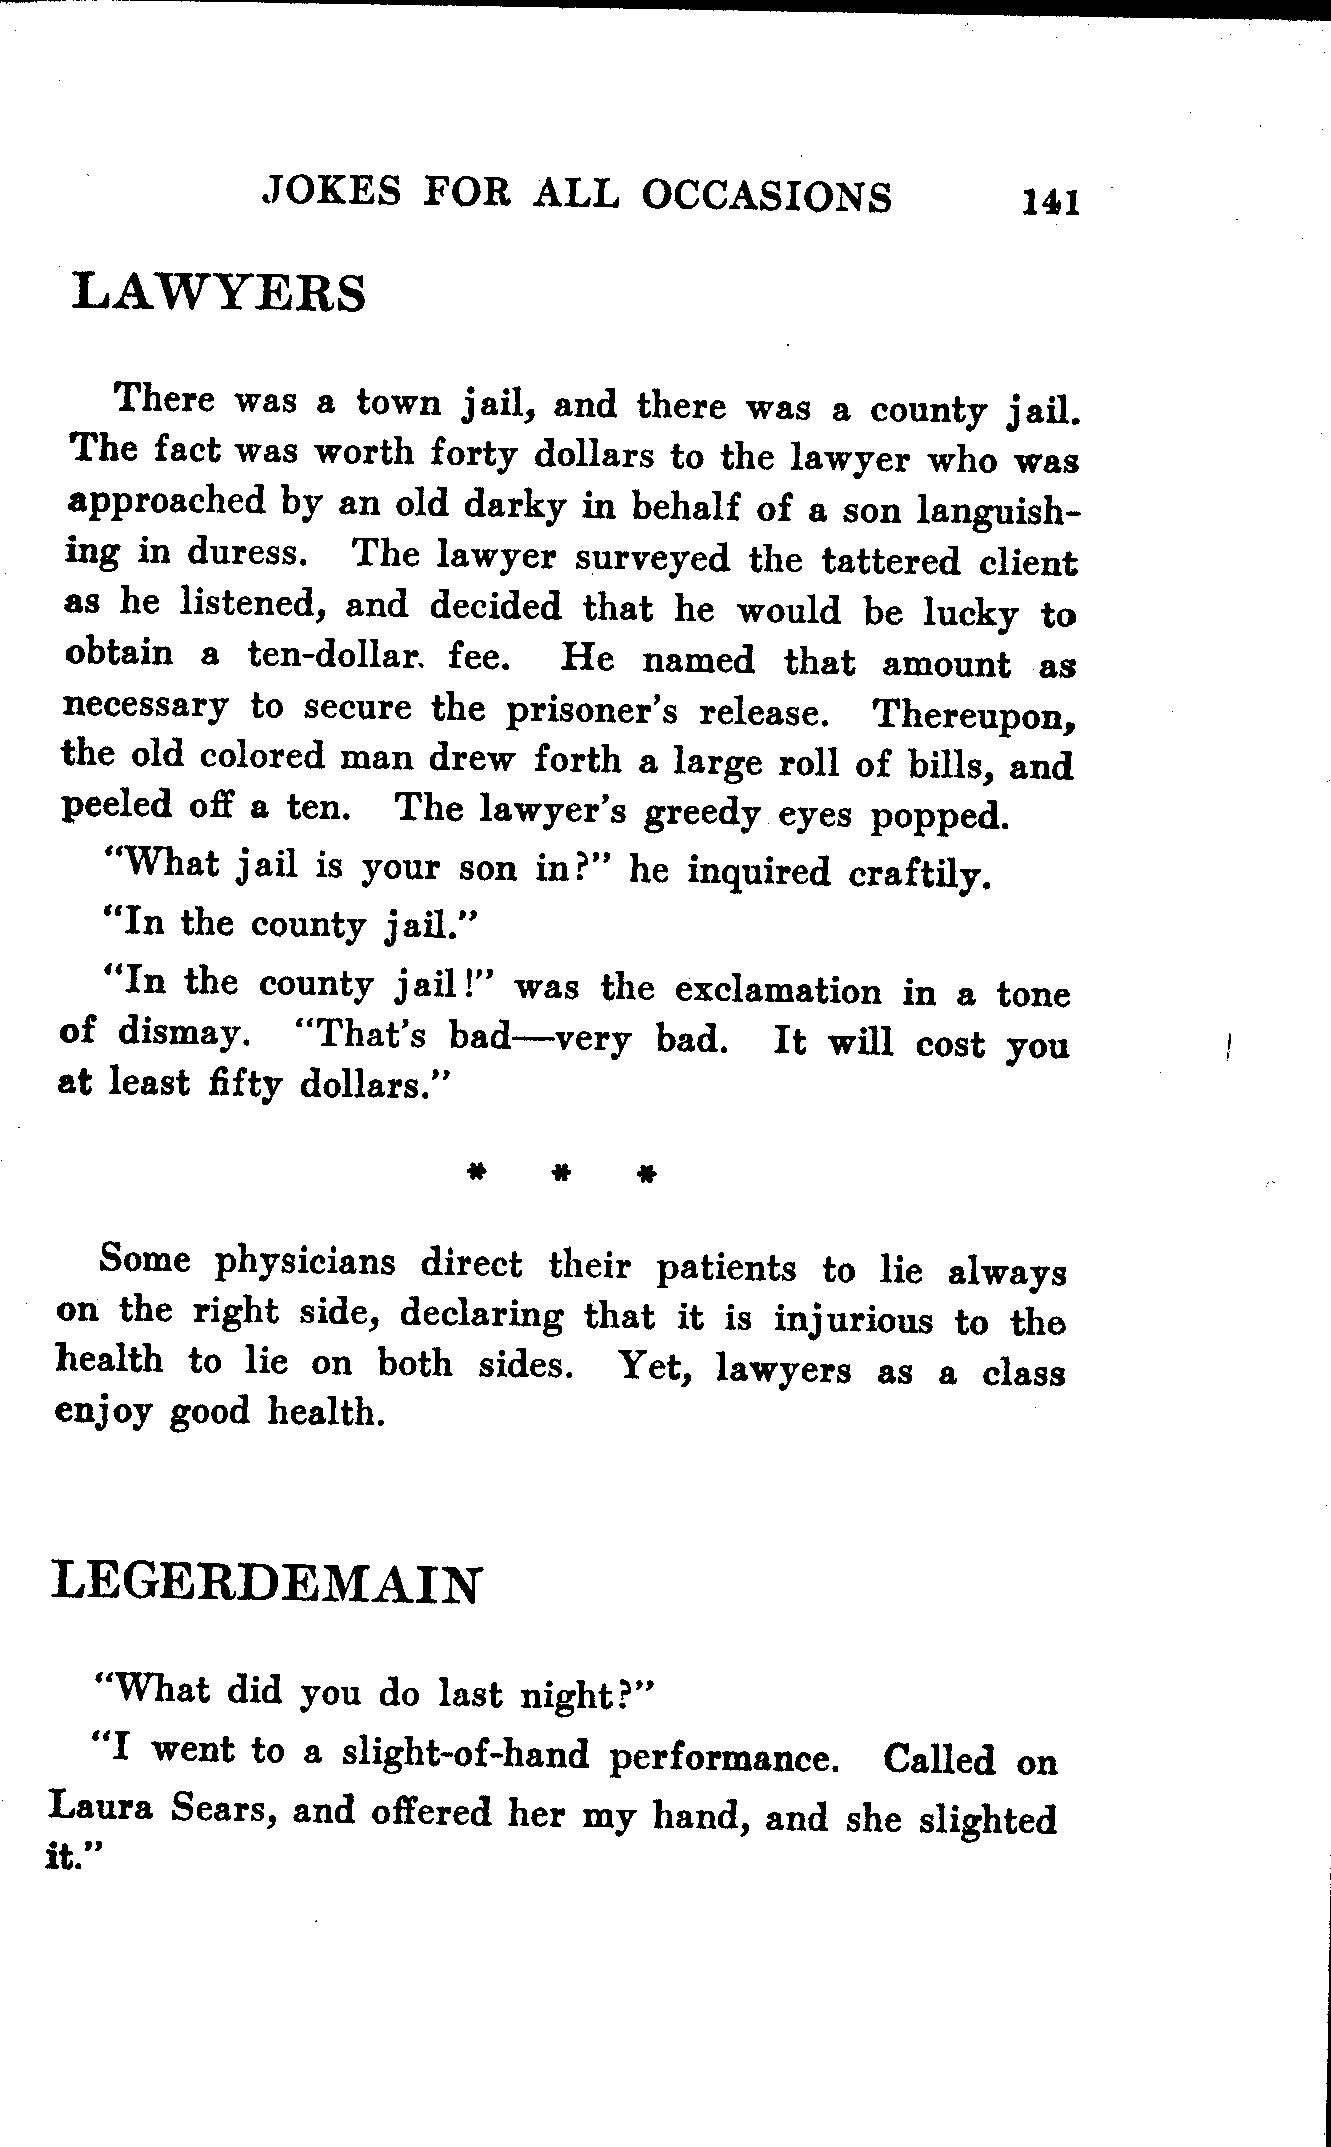 JOKES FOR ALL OCCASIONS 141
LAWYERS
There was a town jail, and there was a county jail.
The fact was worth forty dollars to the lawyer who was
approached by an old darky in behalf of a son languish-
ing in duress. The lawyer surveyed the tattered client
as he listened, and decided that he would be lucky to
obtain a ten-dollar fee. He named that amount as
necessary to secure the prisoner's release. Thereupon,
the old colored man drew forth a large roll of bills, and
peeled off a ten. The lawyer's greedy eyes popped.
"What jail is your son in?" he inquired craftily.
"In the county jail."
"In the county jail!" was the exclamation in a tone
of dismay. "That's bad—very bad. It will cost you
at least fifty dollars."
* * *
Some physicians direct their patients to lie always
on the right side, declaring that it is injurious to the
health to lie on both sides. Yet, lawyers as a class
enjoy good health.
LEGERDEMAIN
"What did you do last night?"
"I went to a slight-of-hand performance. Called on
Laura Sears, and offered her my hand, and she slighted
it."